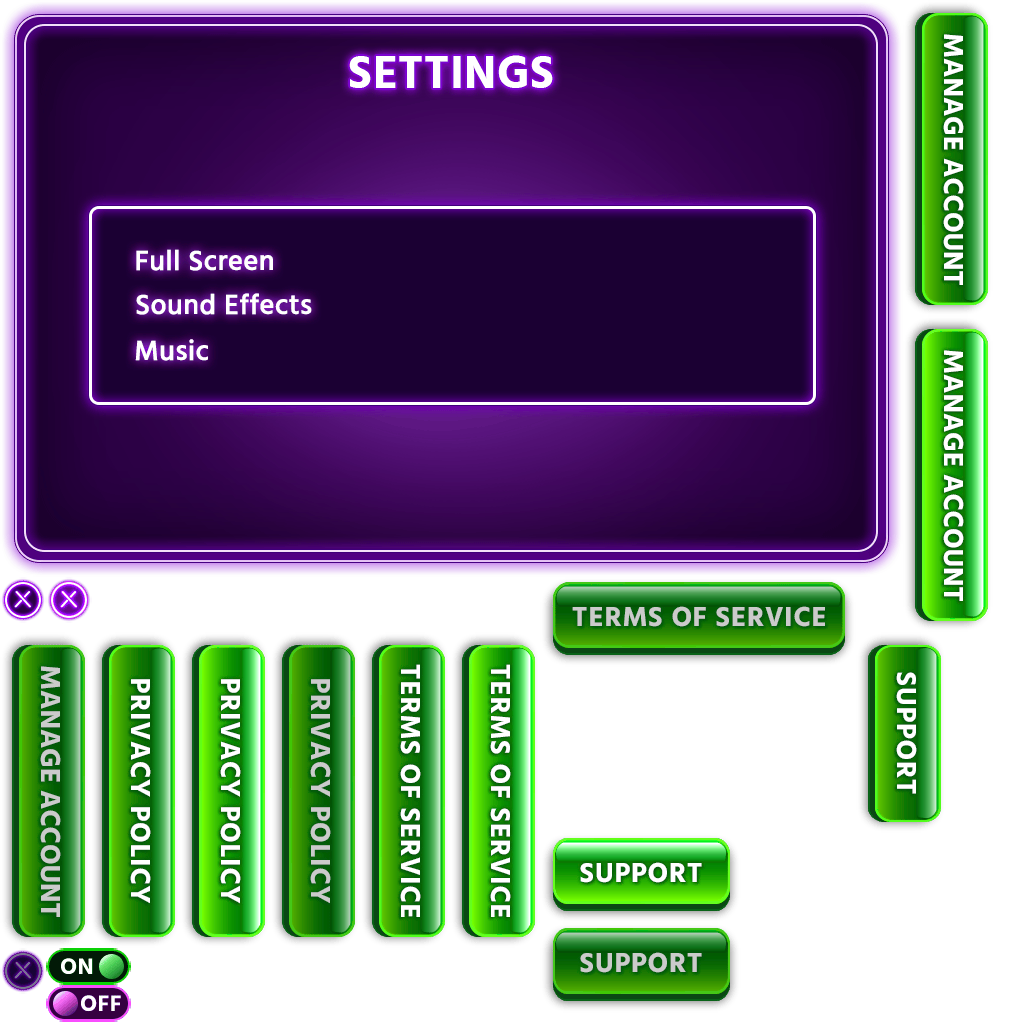 SETTINGS
Full Screen
Sound Effects
Music
MANAGE ACCOUNT
MANAGE ACCOUNT
TERMS OF SERVICE
MANAGE ACCOUNT
PRIVACY POLICY
PRIVACY POLICY
PRIVACY POLICY
TERMS OF SERVICE
TERMS OF SERVICE
SUPPORT
SUPPORT
SUPPORT
ON
OFF